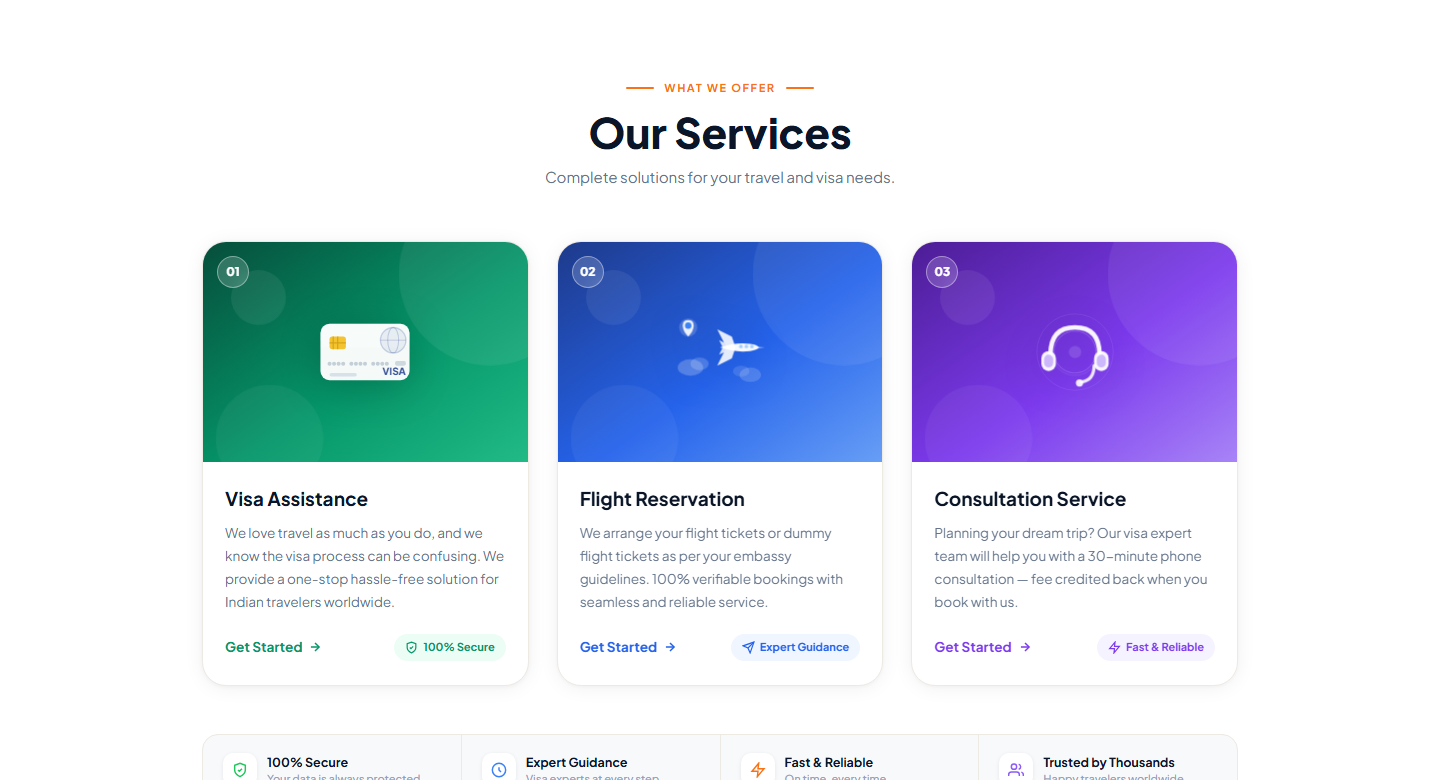 WHAT WE OFFER
Our Services
Complete solutions for your travel and visa needs.
01
VISA
Visa Assistance
We love travel as much as you do, and we
know the visa process can be confusing. We
provide a one-stop hassle-free solution for
Indian travelers worldwide.
Get Started →
100% Secure
02
Flight Reservation
We arrange your flight tickets or dummy
flight tickets as per your embassy
guidelines. 100% verifiable bookings with
seamless and reliable service.
Get Started →
Expert Guidance
03
Consultation Service
Planning your dream trip? Our visa expert
team will help you with a 30–minute phone
consultation — fee credited back when you
book with us.
Get Started →
Fast & Reliable
100% Secure
Your data is always protected
Expert Guidance
Visa experts at every step
Fast & Reliable
On time, every time
Trusted by Thousands
Happy travelers worldwide